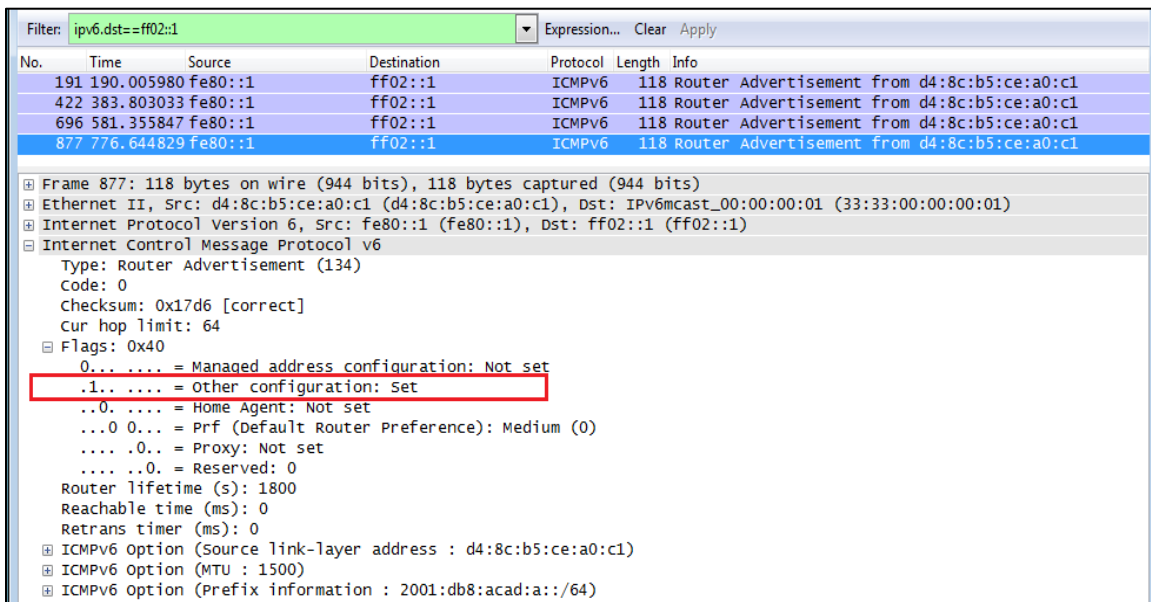 Filter: ipv6.dst==ff02::1 Expression... Clear Apply
No. Time Source Destination Protocol Length Info
191 190.005980 fe80::1 ff02::1 ICMPv6 118 Router Advertisement from d4:8c:b5:ce:a0:c1
422 383.803033 fe80::1 ff02::1 ICMPv6 118 Router Advertisement from d4:8c:b5:ce:a0:c1
696 581.355847 fe80::1 ff02::1 ICMPv6 118 Router Advertisement from d4:8c:b5:ce:a0:c1
877 776.644829 fe80::1 ff02::1 ICMPv6 118 Router Advertisement from d4:8c:b5:ce:a0:c1
Frame 877: 118 bytes on wire (944 bits), 118 bytes captured (944 bits)
Ethernet II, Src: d4:8c:b5:ce:a0:c1 (d4:8c:b5:ce:a0:c1), Dst: IPv6mcast_00:00:00:01 (33:33:00:00:00:01)
Internet Protocol Version 6, Src: fe80::1 (fe80::1), Dst: ff02::1 (ff02::1)
Internet Control Message Protocol v6
Type: Router Advertisement (134)
Code: 0
Checksum: 0x17d6 [correct]
Cur hop limit: 64
Flags: 0x40
0... .... = Managed address configuration: Not set
.1.. .... = Other configuration: Set
..0. .... = Home Agent: Not set
...0 0... = Prf (Default Router Preference): Medium (0)
.... .0.. = Proxy: Not set
.... ..0. = Reserved: 0
Router lifetime (s): 1800
Reachable time (ms): 0
Retrans timer (ms): 0
ICMPv6 Option (Source link-layer address : d4:8c:b5:ce:a0:c1)
ICMPv6 Option (MTU : 1500)
ICMPv6 Option (Prefix information : 2001:db8:acad:a::/64)